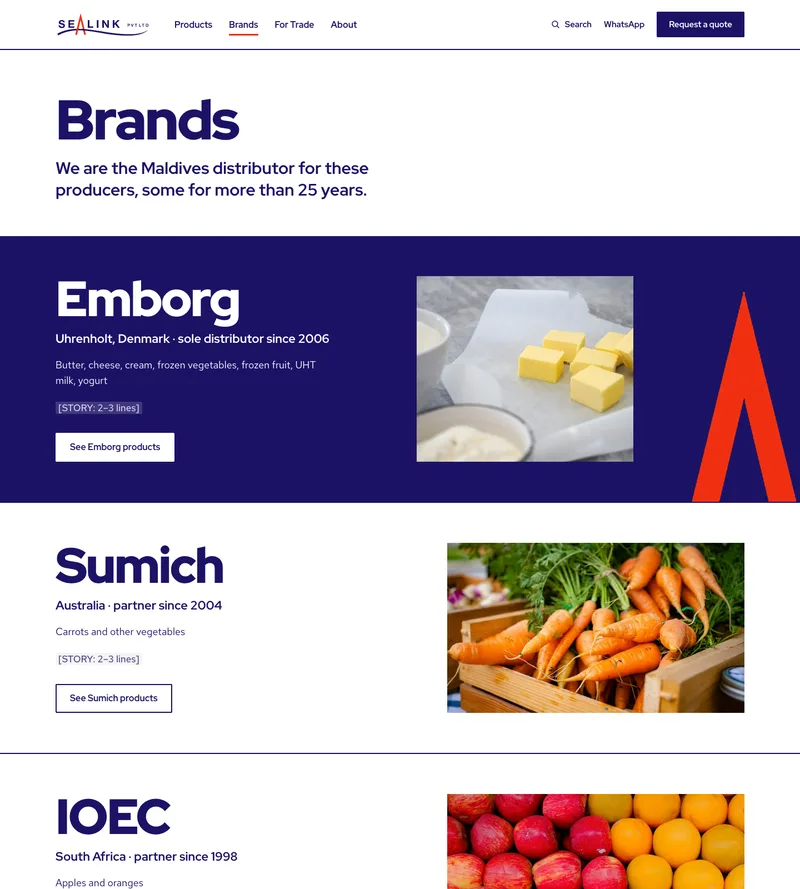 SEALINK PVT LTD
Products
Brands
For Trade
About
Search
WhatsApp
Request a quote
Brands
We are the Maldives distributor for these
producers, some for more than 25 years.
Emborg
Uhrenholt, Denmark · sole distributor since 2006
Butter, cheese, cream, frozen vegetables, frozen fruit, UHT
milk, yogurt
[STORY: 2–3 lines]
See Emborg products
Sumich
Australia · partner since 2004
Carrots and other vegetables
[STORY: 2–3 lines]
See Sumich products
IOEC
South Africa · partner since 1998
Apples and oranges